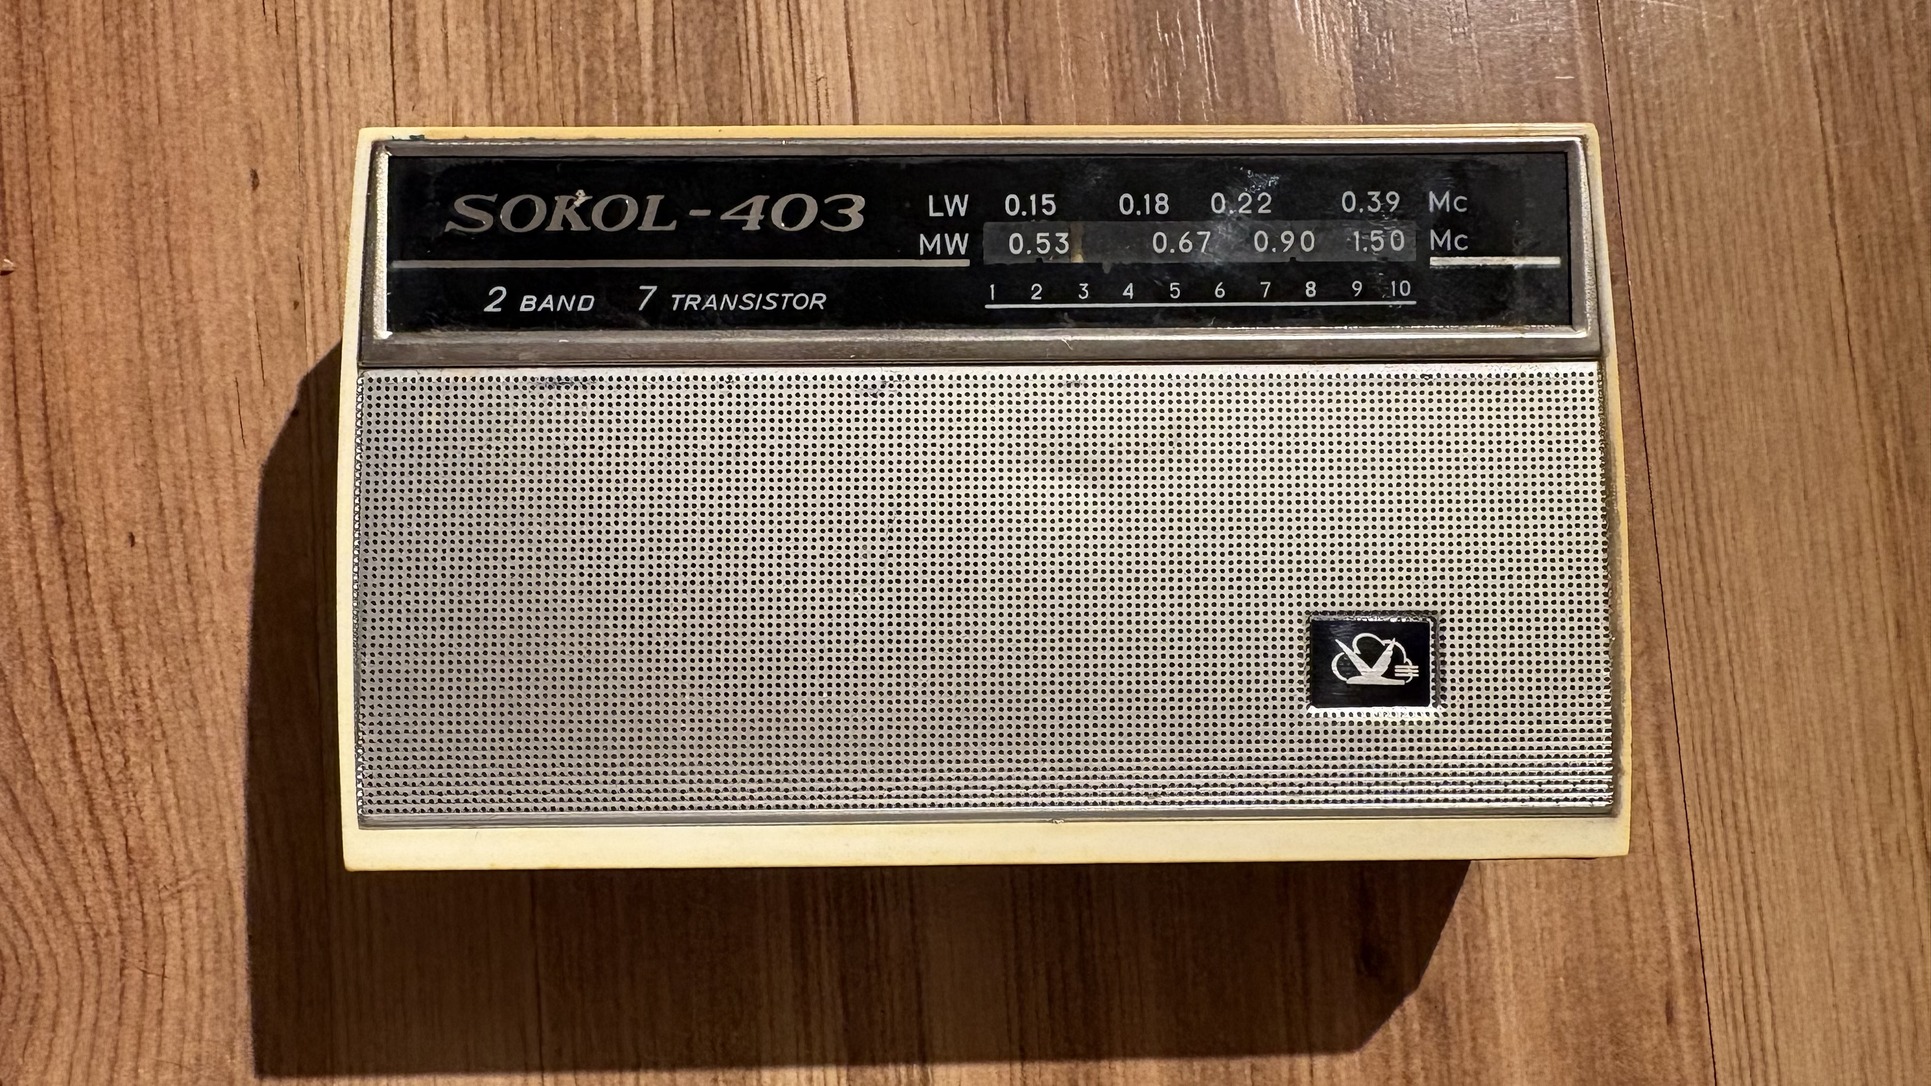 SOKOL-403
LW 0.15 0.18 0.22 0.39 Mc
MW 0.53 0.67 0.90 1.50 Mc
2 BAND 7 TRANSISTOR
1 2 3 4 5 6 7 8 9 10